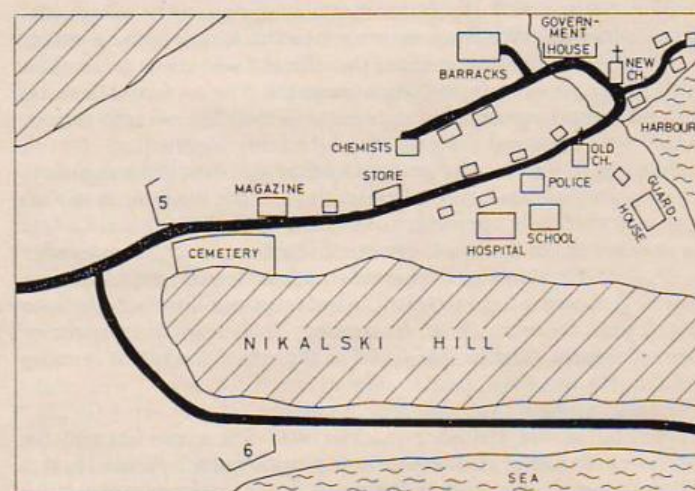 GOVERN-
MENT
HOUSE
BARRACKS
NEW
CH.
HARBOUR
CHEMISTS
OLD
CH.
STORE
POLICE
MAGAZINE
GUARD-
HOUSE
5
SCHOOL
HOSPITAL
CEMETERY
NIKALSKI HILL
6
SEA